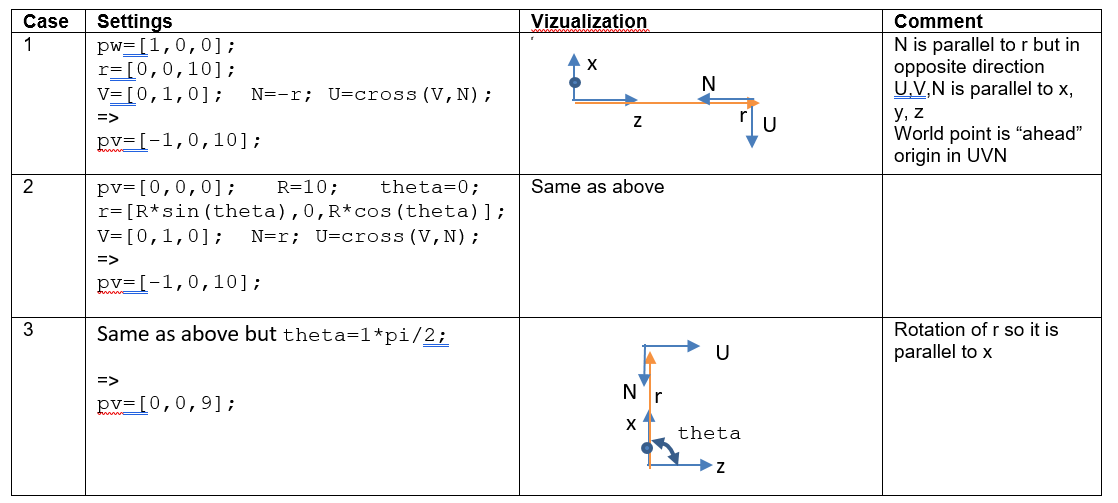 Case Settings Vizualization Comment
1
pw=[1,0,0];
r=[0,0,10];
V=[0,1,0]; N=-r; U=cross(V,N);
=>
pv=[-1,0,10];
x
N
z
r
U
N is parallel to r but in
opposite direction
U,V,N is parallel to x,
y, z
World point is “ahead”
origin in UVN
2
pv=[0,0,0]; R=10; theta=0;
r=[R*sin(theta),0,R*cos(theta)];
V=[0,1,0]; N=r; U=cross(V,N);
=>
pv=[-1,0,10];
Same as above
3
Same as above but theta=1*pi/2;
=>
pv=[0,0,9];
U
N
r
x
theta
z
Rotation of r so it is
parallel to x